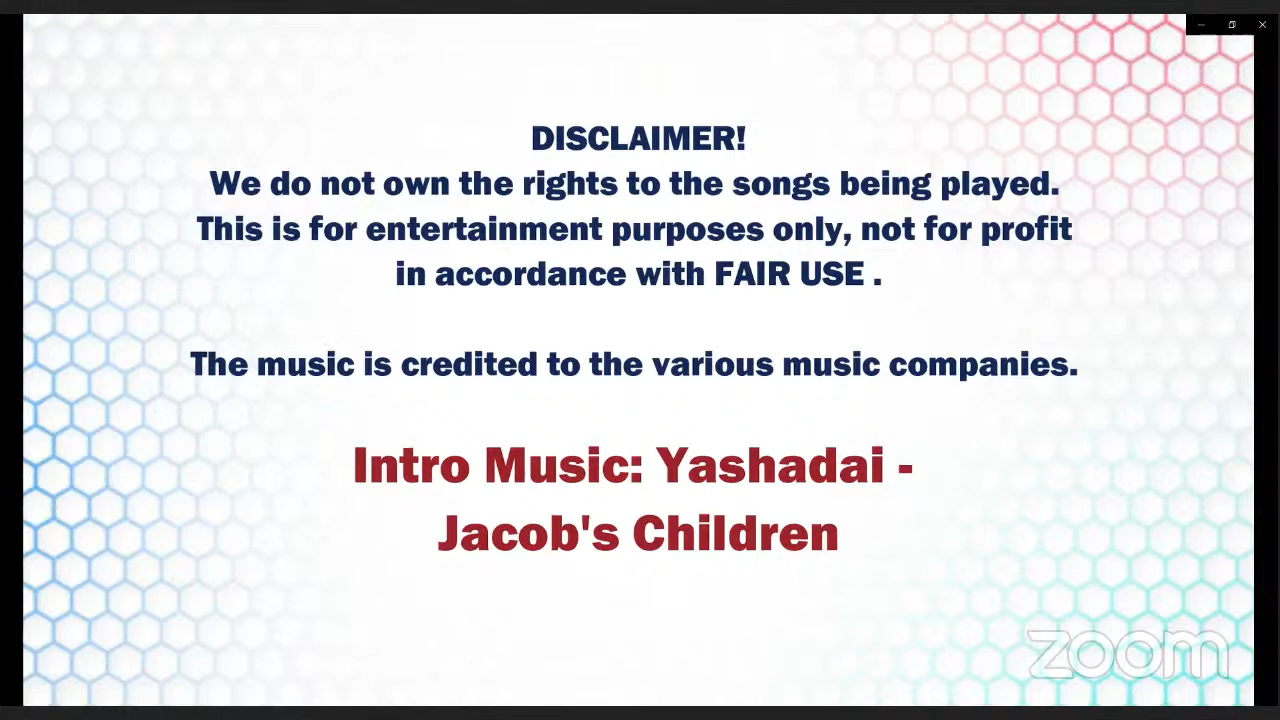 DISCLAIMER!
We do not own the rights to the songs being played.
This is for entertainment purposes only, not for profit
in accordance with FAIR USE .
The music is credited to the various music companies.
Intro Music: Yashadai -
Jacob's Children
zoom